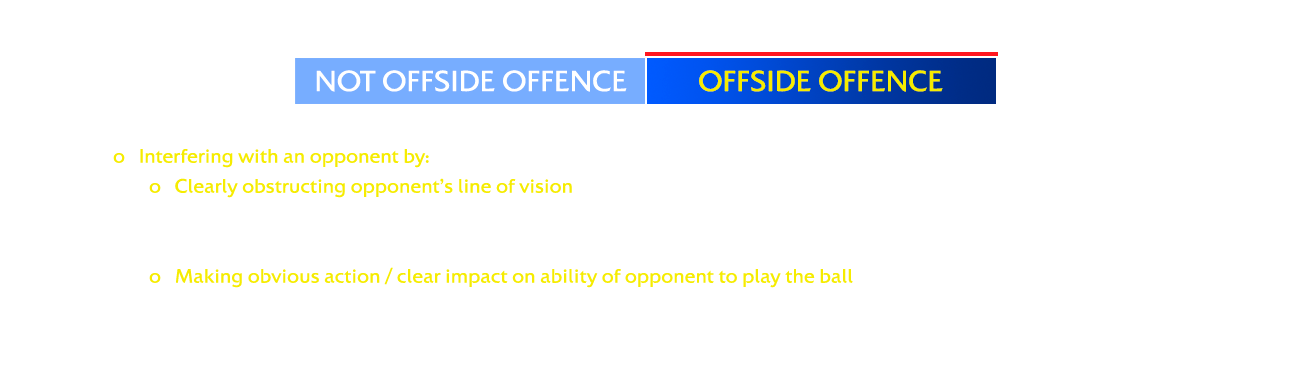 NOT OFFSIDE OFFENCE
OFFSIDE OFFENCE
o Interfering with an opponent by:
o Clearly obstructing opponent’s line of vision
o Making obvious action / clear impact on ability of opponent to play the ball